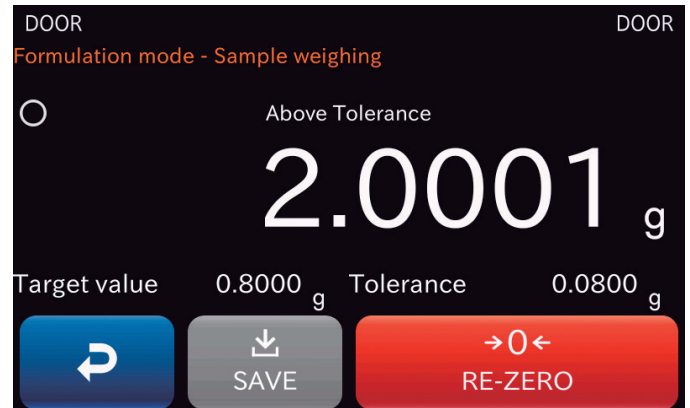 DOOR DOOR
Formulation mode - Sample weighing
Above Tolerance
2.0001 g
Target value 0.8000 g Tolerance 0.0800 g
→0←
SAVE RE-ZERO